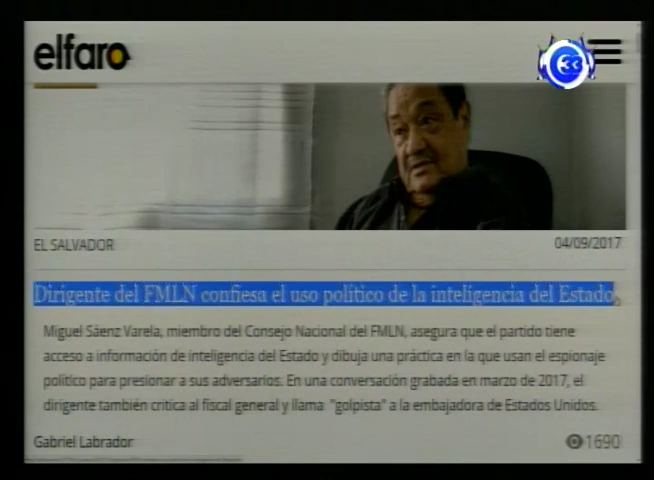 elfaro
33
EL SALVADOR
04/09/2017
Dirigente del FMLN confiesa el uso político de la inteligencia del Estado
Miguel Sáenz Varela, miembro del Consejo Nacional del FMLN, asegura que el partido tiene
acceso a información de inteligencia del Estado y dibuja una práctica en la que usan el espionaje
político para presionar a sus adversarios. En una conversación grabada en marzo de 2017, el
dirigente también critica al fiscal general y llama "golpista" a la embajadora de Estados Unidos.
Gabriel Labrador
1690